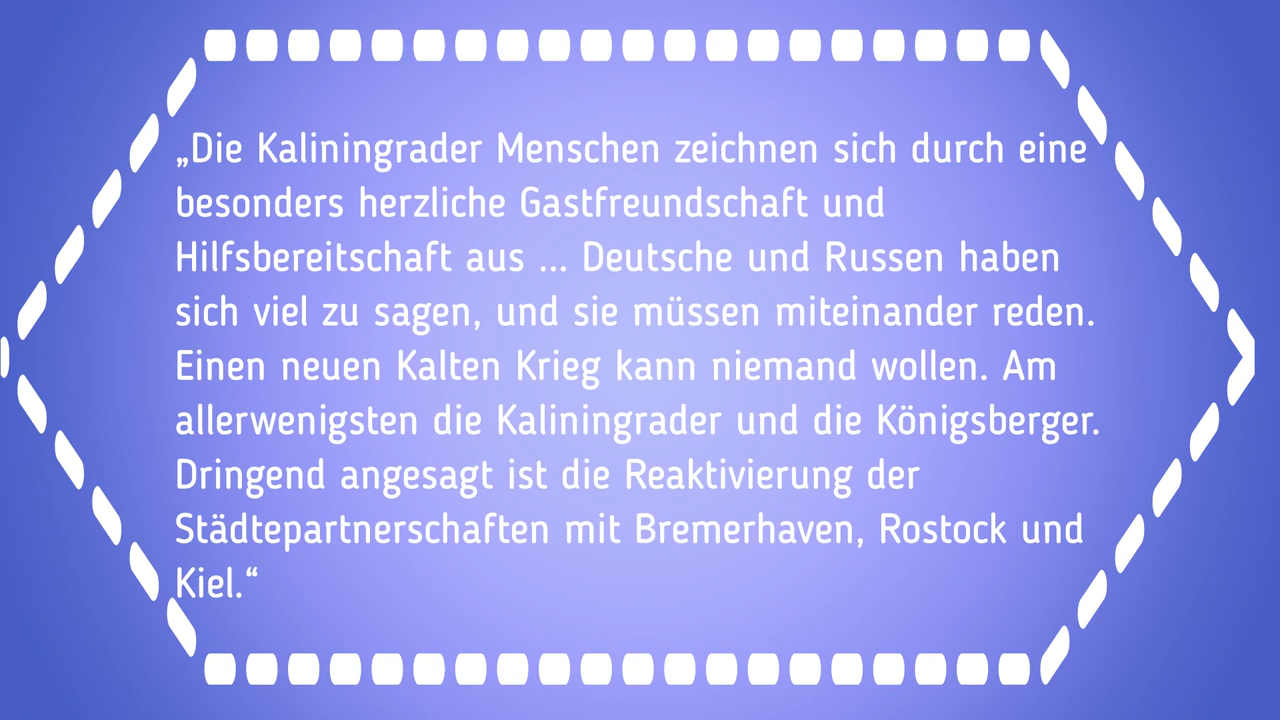 „Die Kaliningrader Menschen zeichnen sich durch eine
besonders herzliche Gastfreundschaft und
Hilfsbereitschaft aus ... Deutsche und Russen haben
sich viel zu sagen, und sie müssen miteinander reden.
Einen neuen Kalten Krieg kann niemand wollen. Am
allerwenigsten die Kaliningrader und die Königsberger.
Dringend angesagt ist die Reaktivierung der
Städtepartnerschaften mit Bremerhaven, Rostock und
Kiel.“